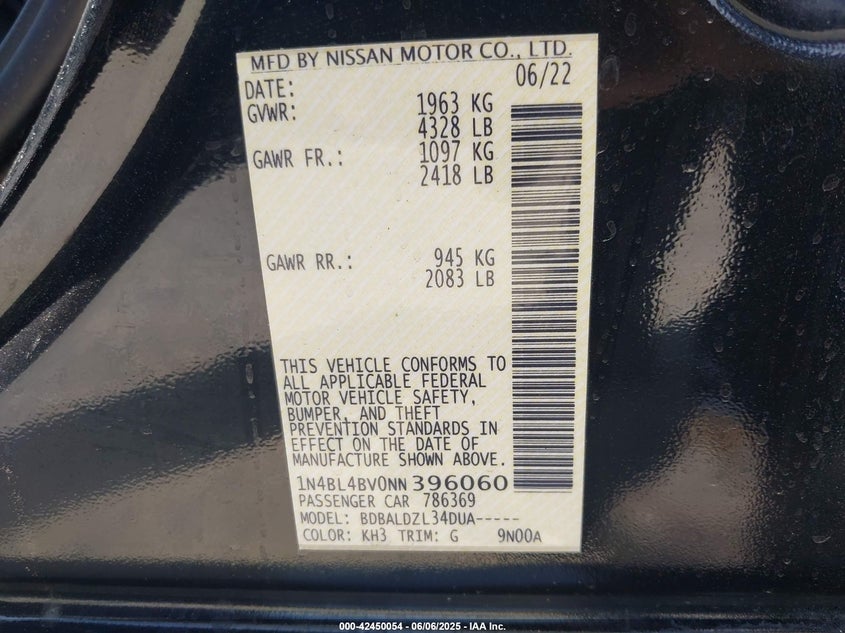 MFD BY NISSAN MOTOR CO., LTD.
DATE: 06/22
GVWR: 1963 KG
4328 LB
GAWR FR.: 1097 KG
2418 LB
GAWR RR.: 945 KG
2083 LB
THIS VEHICLE CONFORMS TO
ALL APPLICABLE FEDERAL
MOTOR VEHICLE SAFETY,
BUMPER, AND THEFT
PREVENTION STANDARDS IN
EFFECT ON THE DATE OF
MANUFACTURE SHOWN ABOVE.
1N4BL4BV0NN396060
PASSENGER CAR 786369
MODEL: BDBALDZL34DUA-----
COLOR: KH3 TRIM: G 9N00A
000-42450054 - 06/06/2025 - IAA Inc.